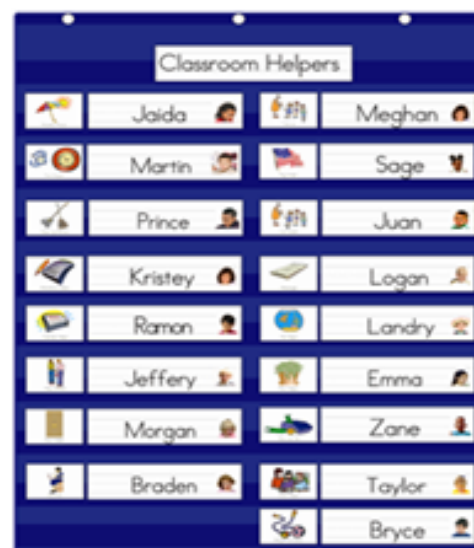 Classroom Helpers
Jaida
Meghan
Martin
Sage
Prince
Juan
Kristey
Logan
Ramon
Landry
Jeffery
Emma
Morgan
Zane
Braden
Taylor
Bryce